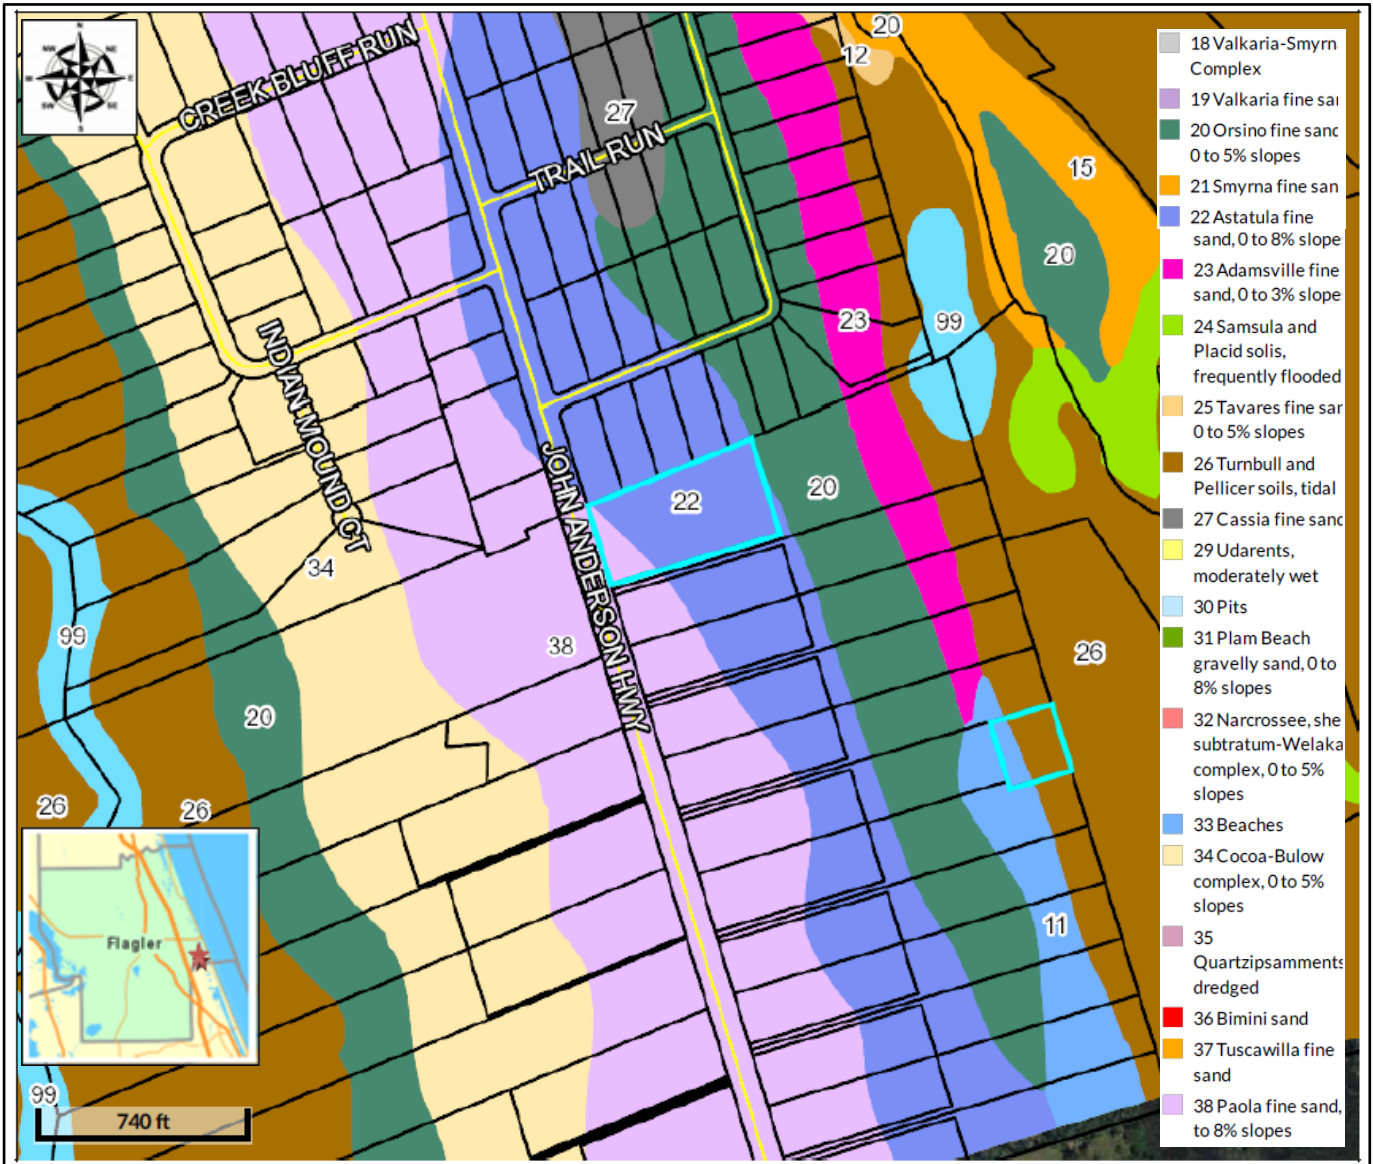 N
NW
NE
W
E
SW
SE
S
CREEK BLUFF RUN
TRAIL RUN
INDIAN MOUND CT
JOHN ANDERSON HWY
20
12
27
15
20
23
99
22
20
34
38
99
26
20
26
26
11
99
Flagler
740 ft
18 Valkaria-Smyrn
Complex
19 Valkaria fine sa
20 Orsino fine sand
0 to 5% slopes
21 Smyrna fine san
22 Astatula fine
sand, 0 to 8% slope
23 Adamsville fine
sand, 0 to 3% slope
24 Samsula and
Placid solis,
frequently flooded
25 Tavares fine sar
0 to 5% slopes
26 Turnbull and
Pellicer soils, tidal
27 Cassia fine sand
29 Udarents,
moderately wet
30 Pits
31 Plam Beach
gravelly sand, 0 to
8% slopes
32 Narcrossee, she
subtratum-Welaka
complex, 0 to 5%
slopes
33 Beaches
34 Cocoa-Bulow
complex, 0 to 5%
slopes
35
Quartzipsamments
dredged
36 Bimini sand
37 Tuscawilla fine
sand
38 Paola fine sand,
to 8% slopes